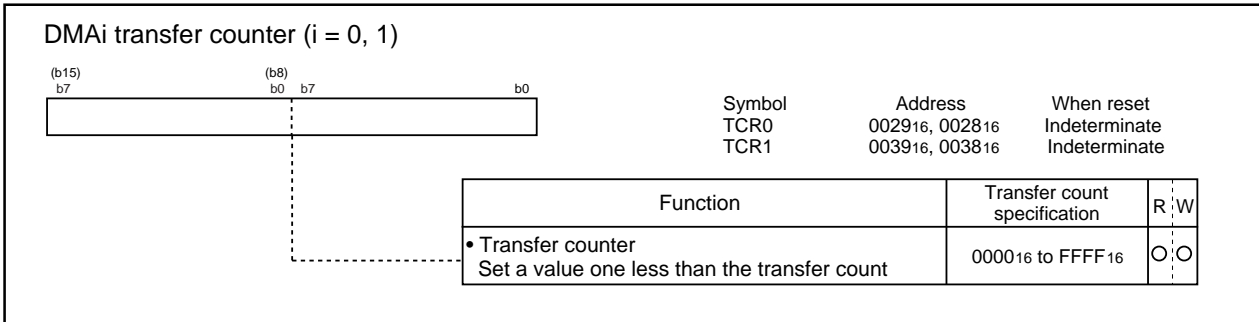 DMAi transfer counter (i = 0, 1)
(b15) (b8)
b7 b0 b7 b0
Symbol Address When reset
TCR0 002916, 002816 Indeterminate
TCR1 003916, 003816 Indeterminate
Function Transfer count specification R W
• Transfer counter
Set a value one less than the transfer count 000016 to FFFF16 O O